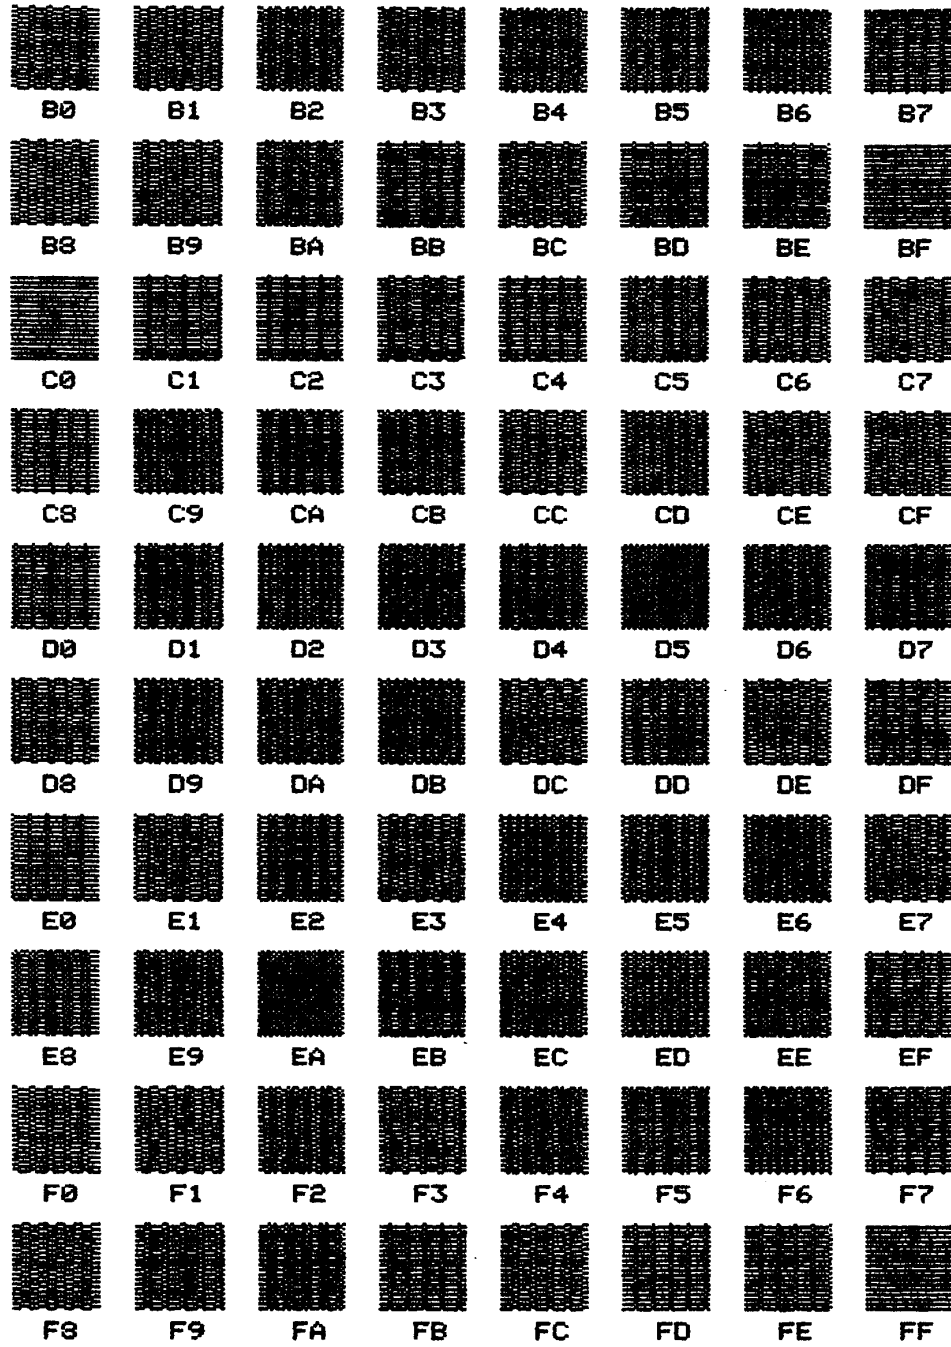 B0 B1 B2 B3 B4 B5 B6 B7
B8 B9 BA BB BC BD BE BF
C0 C1 C2 C3 C4 C5 C6 C7
C8 C9 CA CB CC CD CE CF
D0 D1 D2 D3 D4 D5 D6 D7
D8 D9 DA DB DC DD DE DF
E0 E1 E2 E3 E4 E5 E6 E7
E8 E9 EA EB EC ED EE EF
F0 F1 F2 F3 F4 F5 F6 F7
F8 F9 FA FB FC FD FE FF